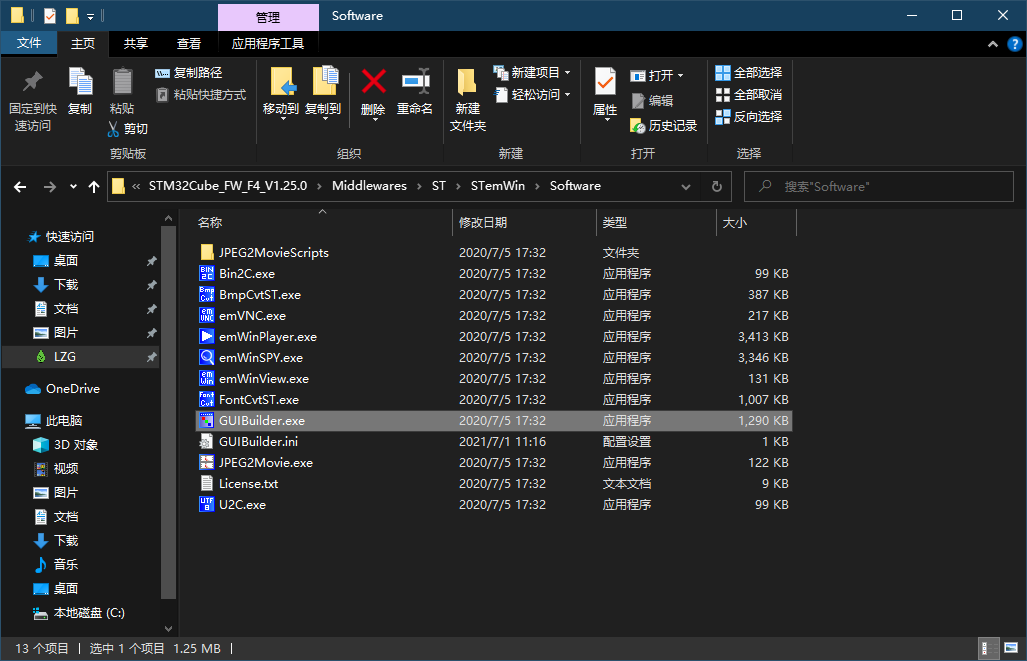 管理
Software
文件
主页
共享
查看
应用程序工具
固定到快
速访问
复制
粘贴
复制路径
粘贴快捷方式
剪切
剪贴板
移动到
复制到
删除
重命名
组织
新建
文件夹
新建项目
轻松访问
新建
属性
打开
编辑
历史记录
打开
全部选择
全部取消
反向选择
选择
« STM32Cube_FW_F4_V1.25.0 › Middlewares › ST › STemWin › Software
搜索"Software"
快速访问
桌面
下载
文档
图片
LZG
OneDrive
此电脑
3D 对象
视频
图片
文档
下载
音乐
桌面
本地磁盘 (C:)
名称 修改日期 类型 大小
JPEG2MovieScripts 2020/7/5 17:32 文件夹
Bin2C.exe 2020/7/5 17:32 应用程序 99 KB
BmpCvtST.exe 2020/7/5 17:32 应用程序 387 KB
emVNC.exe 2020/7/5 17:32 应用程序 217 KB
emWinPlayer.exe 2020/7/5 17:32 应用程序 3,413 KB
emWinSPY.exe 2020/7/5 17:32 应用程序 3,346 KB
emWinView.exe 2020/7/5 17:32 应用程序 131 KB
FontCvtST.exe 2020/7/5 17:32 应用程序 1,007 KB
GUIBuilder.exe 2020/7/5 17:32 应用程序 1,290 KB
GUIBuilder.ini 2021/7/1 11:16 配置设置 1 KB
JPEG2Movie.exe 2020/7/5 17:32 应用程序 122 KB
License.txt 2020/7/5 17:32 文本文档 9 KB
U2C.exe 2020/7/5 17:32 应用程序 99 KB
13 个项目 选中 1 个项目 1.25 MB